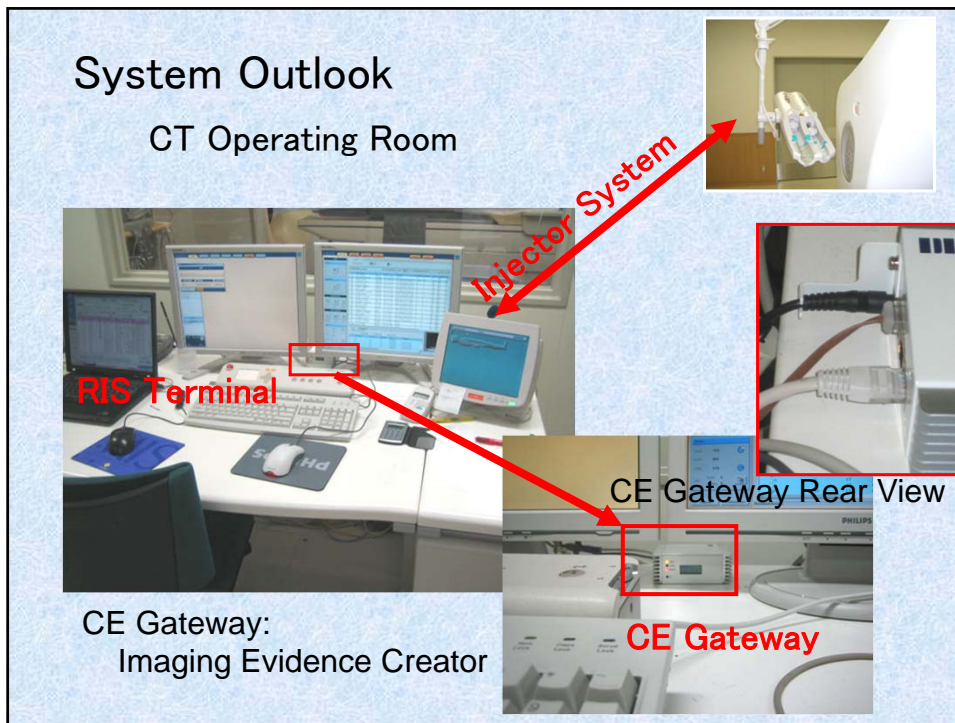 System Outlook
CT Operating Room
Injector System
RIS Terminal
PHILIPS
CE Gateway Rear View
PHILIPS
CE Gateway
CE Gateway:
Imaging Evidence Creator